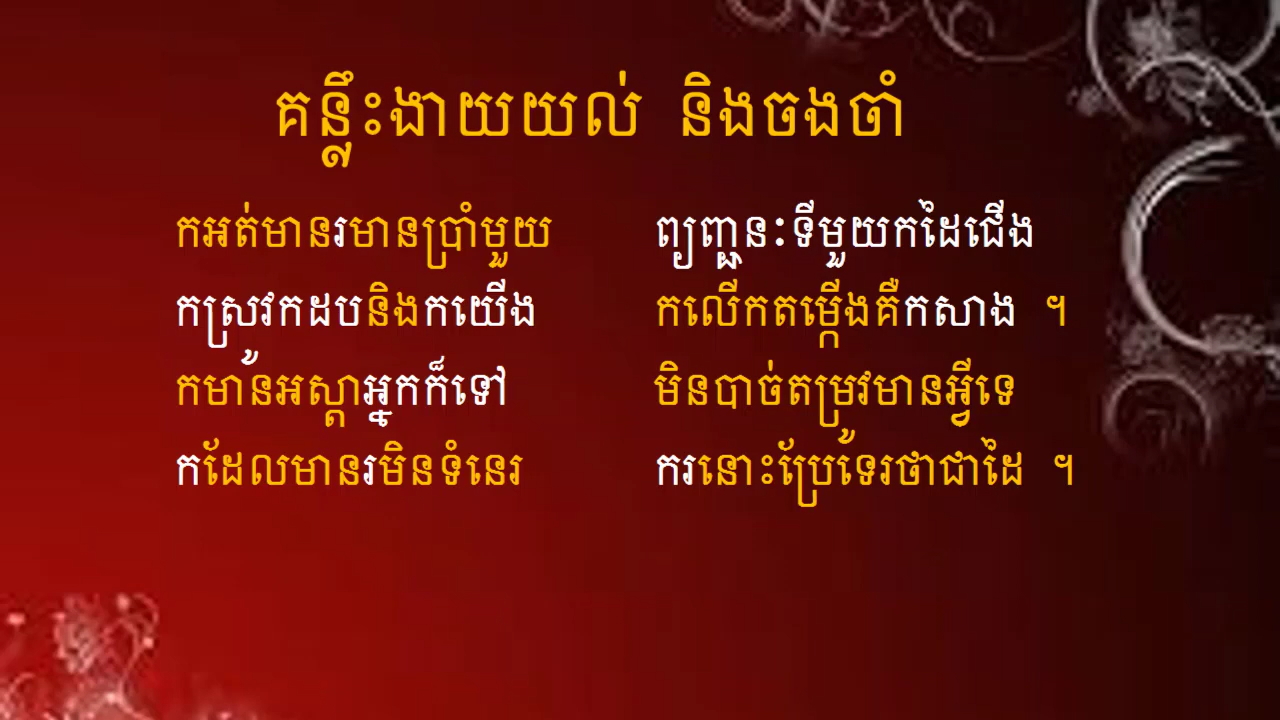 គន្លឹះងាយយល់ និងចងចាំ
កអត់មានរមានប្រាំមួយ ព្យញ្ជនៈទីមួយកដៃជើង
កស្រូវកដបនិងកយើង កលើកតម្កើងគឺកសាង ។
កមានអស្តាអ្នកក៏ទៅ មិនបាច់តម្រូវមានអ្វីទេ
កដែលមានរមិនទំនេរ ករនោះប្រែទេរថាជាដៃ ។